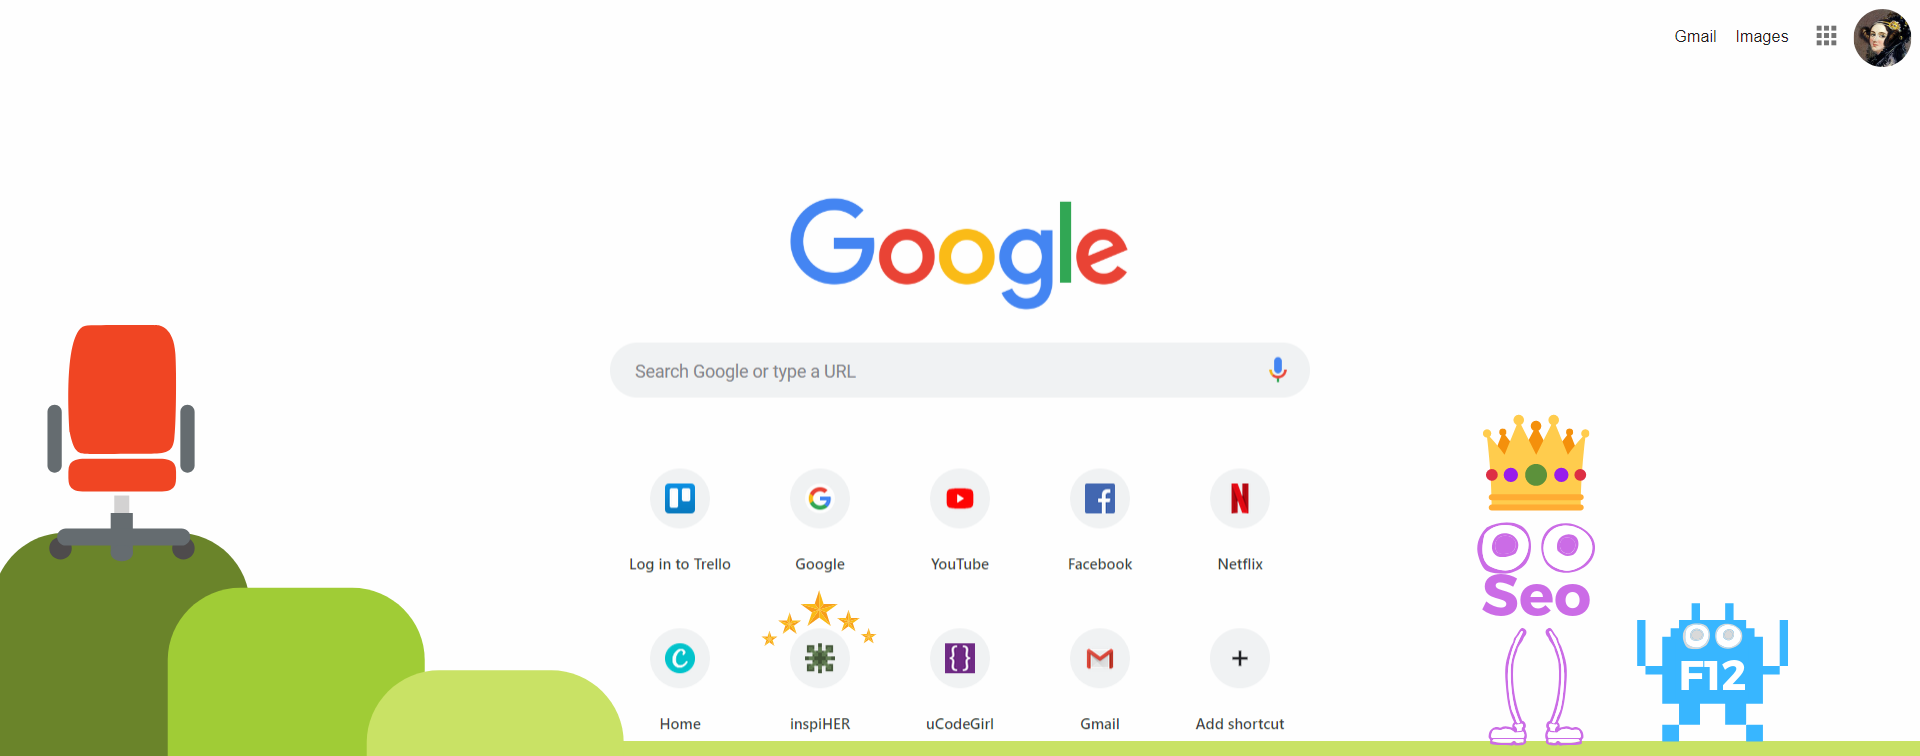 Gmail Images
Google
Search Google or type a URL
Log in to Trello
Google
YouTube
Facebook
Netflix
Seo
F12
Home
inspiHER
uCodeGirl
Gmail
Add shortcut